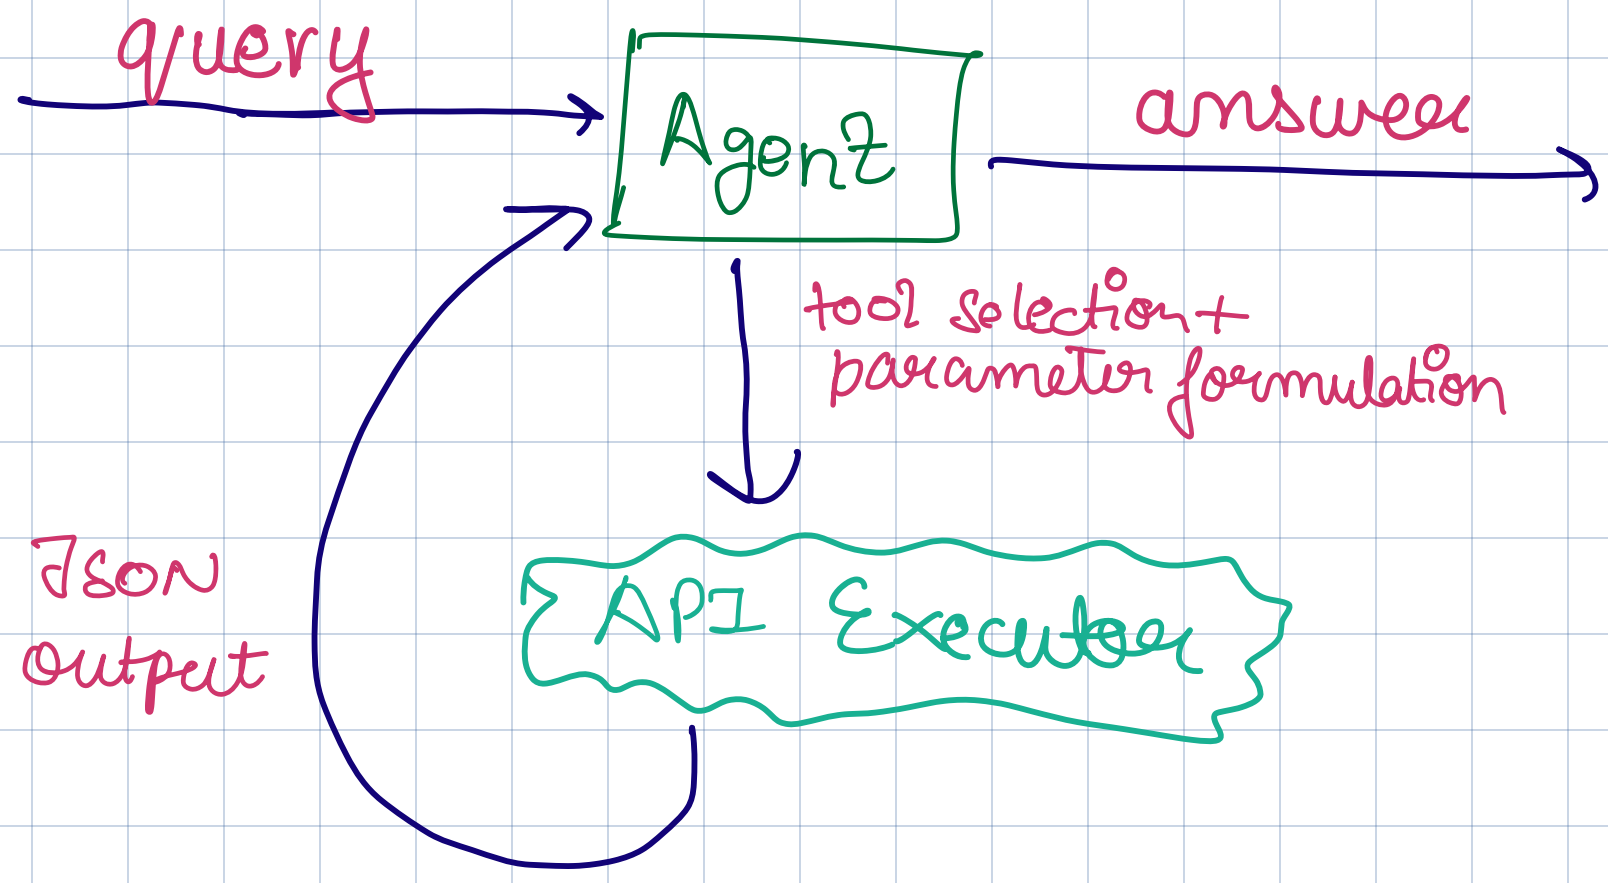 query
Agent
answer
tool selection +
parameter formulation
JSON
output
API Executor